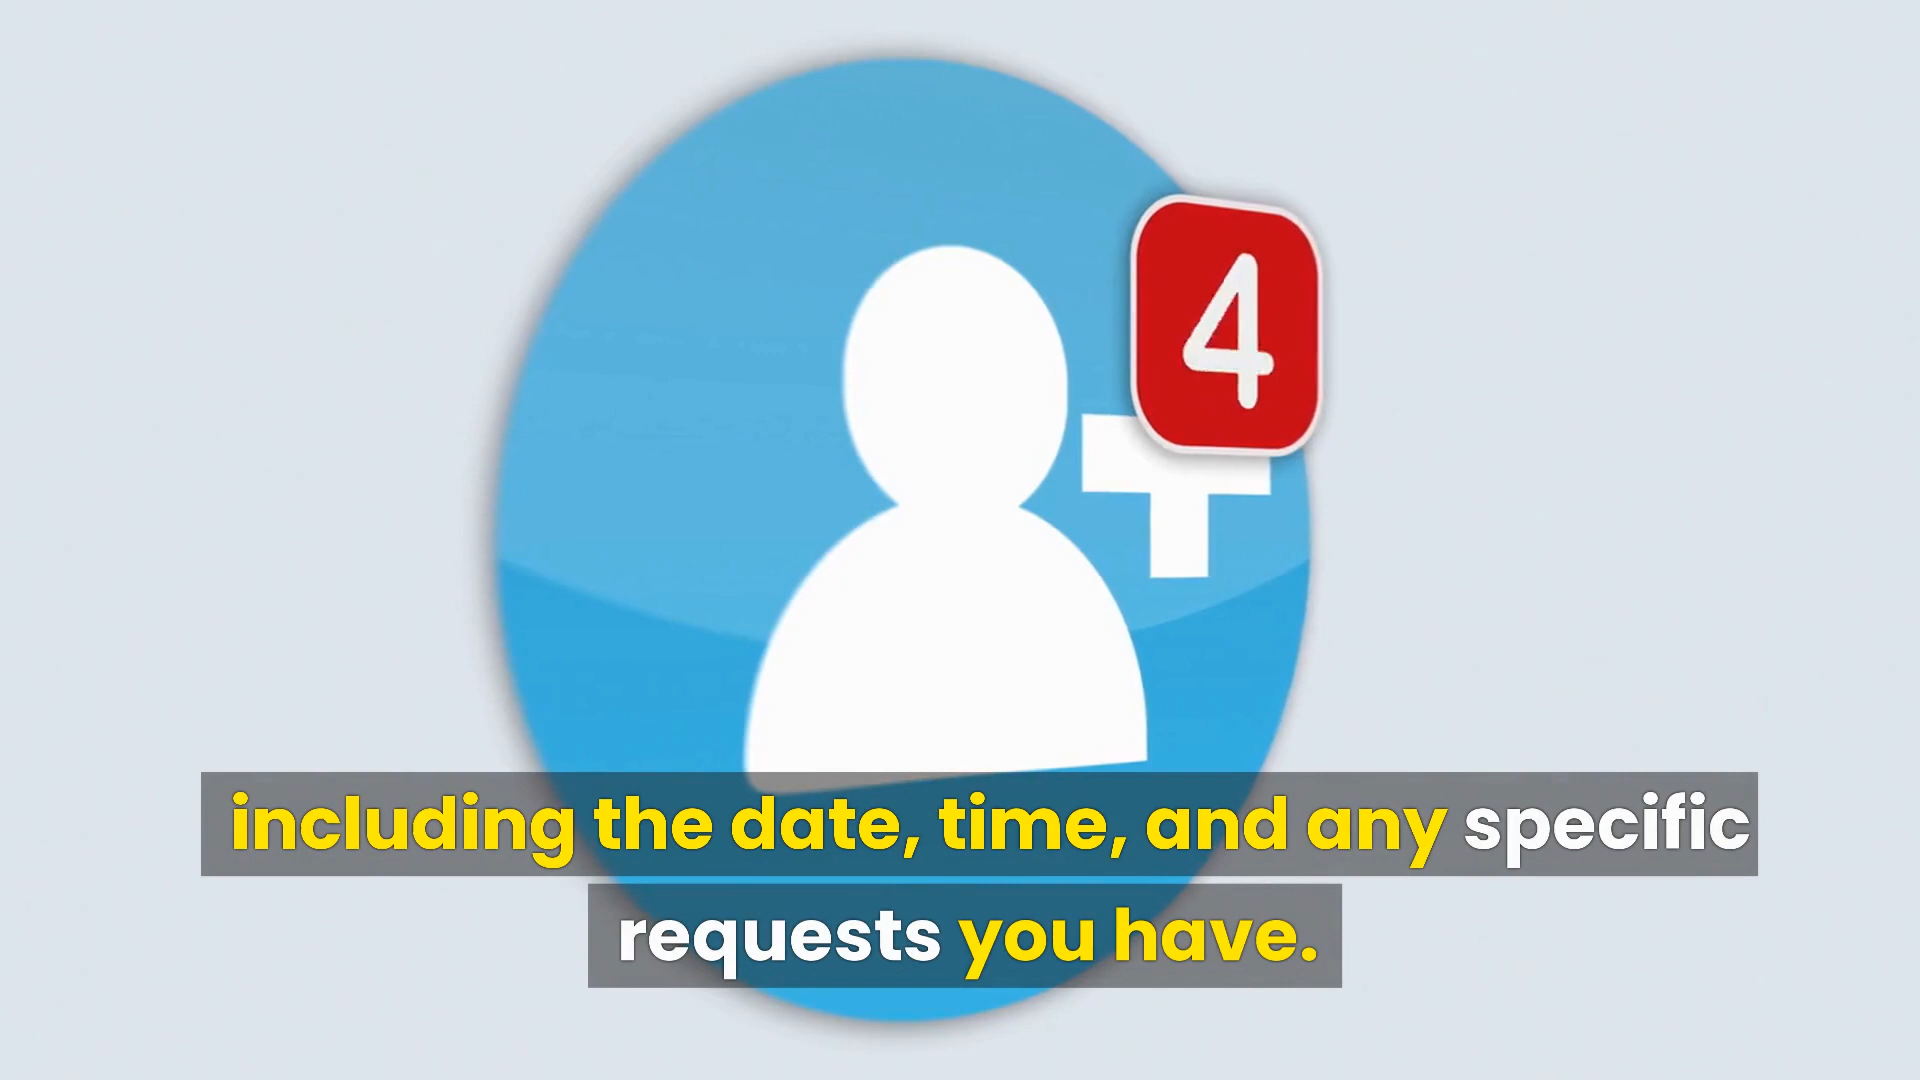 4
including the date, time, and any specific
requests you have.